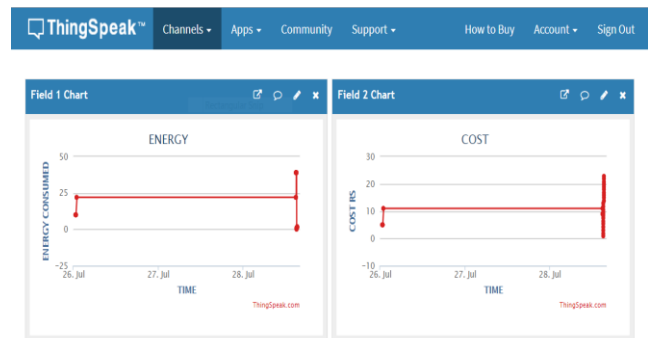 ThingSpeak™ Channels Apps Community Support How to Buy Account Sign Out
Field 1 Chart
ENERGY
ENERGY CONSUMED
50
25
0
-25
26. Jul 27. Jul 28. Jul
TIME
ThingSpeak.com
Field 2 Chart
COST
COST RS
30
20
10
0
-10
26. Jul 27. Jul 28. Jul
TIME
ThingSpeak.com